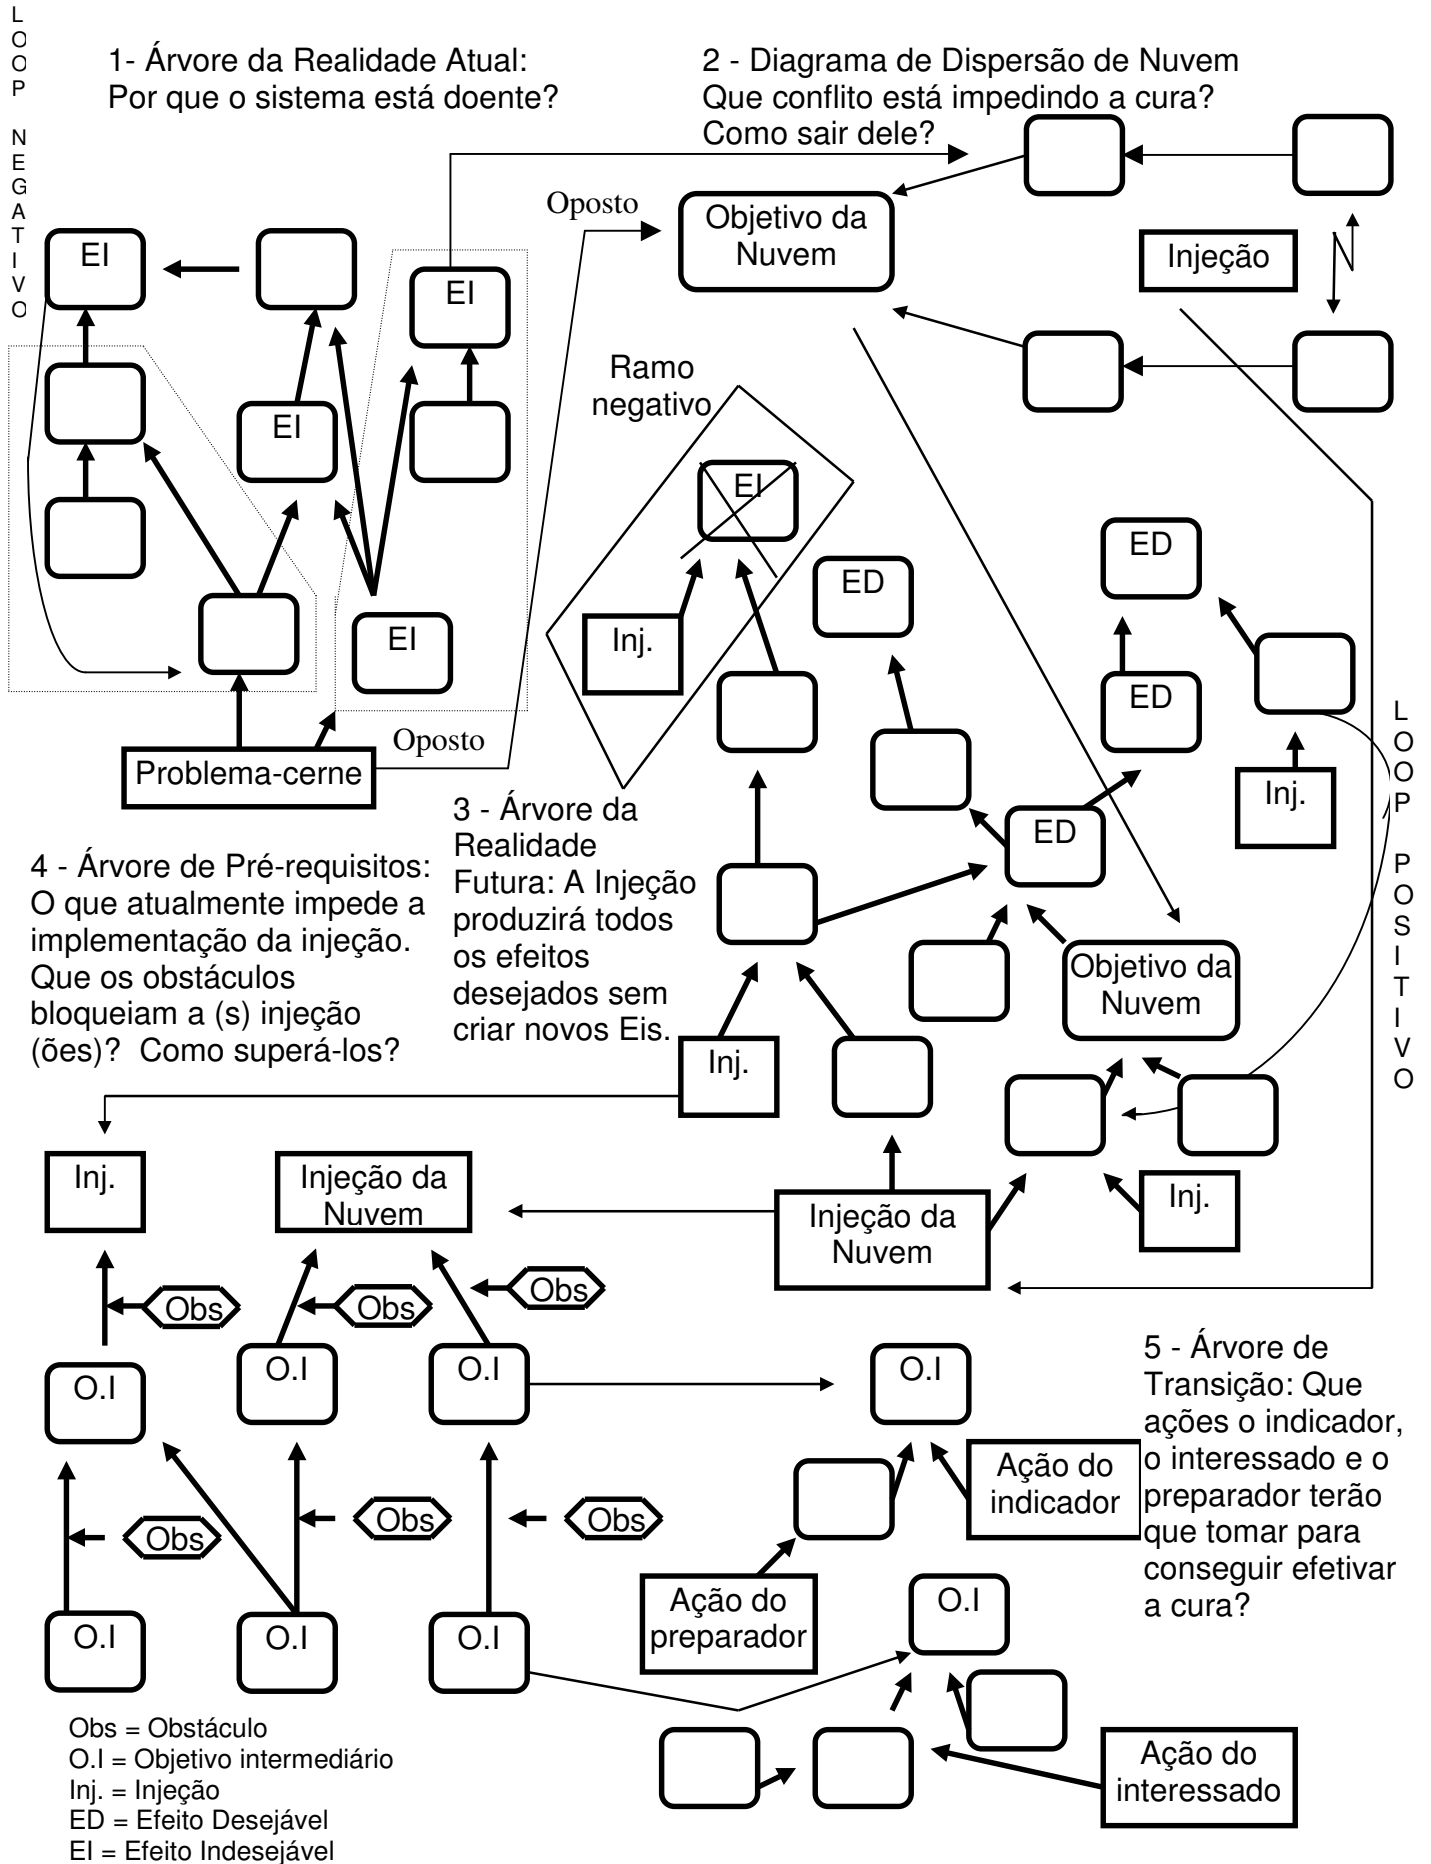 LOOP NEGATIVO
1- Árvore da Realidade Atual:
Por que o sistema está doente?
2 - Diagrama de Dispersão de Nuvem
Que conflito está impedindo a cura?
Como sair dele?
Oposto
Objetivo da
Nuvem
Injeção
EI
EI
EI
EI
Problema-cerne
Oposto
Ramo
negativo
EI
Inj.
ED
ED
ED
ED
Inj.
LOOP POSITIVO
3 - Árvore da
Realidade
Futura: A Injeção
produzirá todos
os efeitos
desejados sem
criar novos Eis.
Objetivo da
Nuvem
Inj.
Inj.
Injeção da
Nuvem
4 - Árvore de Pré-requisitos:
O que atualmente impede a
implementação da injeção.
Que os obstáculos
bloqueiam a (s) injeção
(ões)?  Como superá-los?
Inj.
Injeção da
Nuvem
Obs
Obs
Obs
O.I
O.I
O.I
Obs
Obs
Obs
O.I
O.I
O.I
5 - Árvore de
Transição: Que
ações o indicador,
o interessado e o
preparador terão
que tomar para
conseguir efetivar
a cura?
O.I
Ação do
indicador
Ação do
preparador
O.I
Ação do
interessado
Obs = Obstáculo
O.I = Objetivo intermediário
Inj. = Injeção
ED = Efeito Desejável
EI = Efeito Indesejável